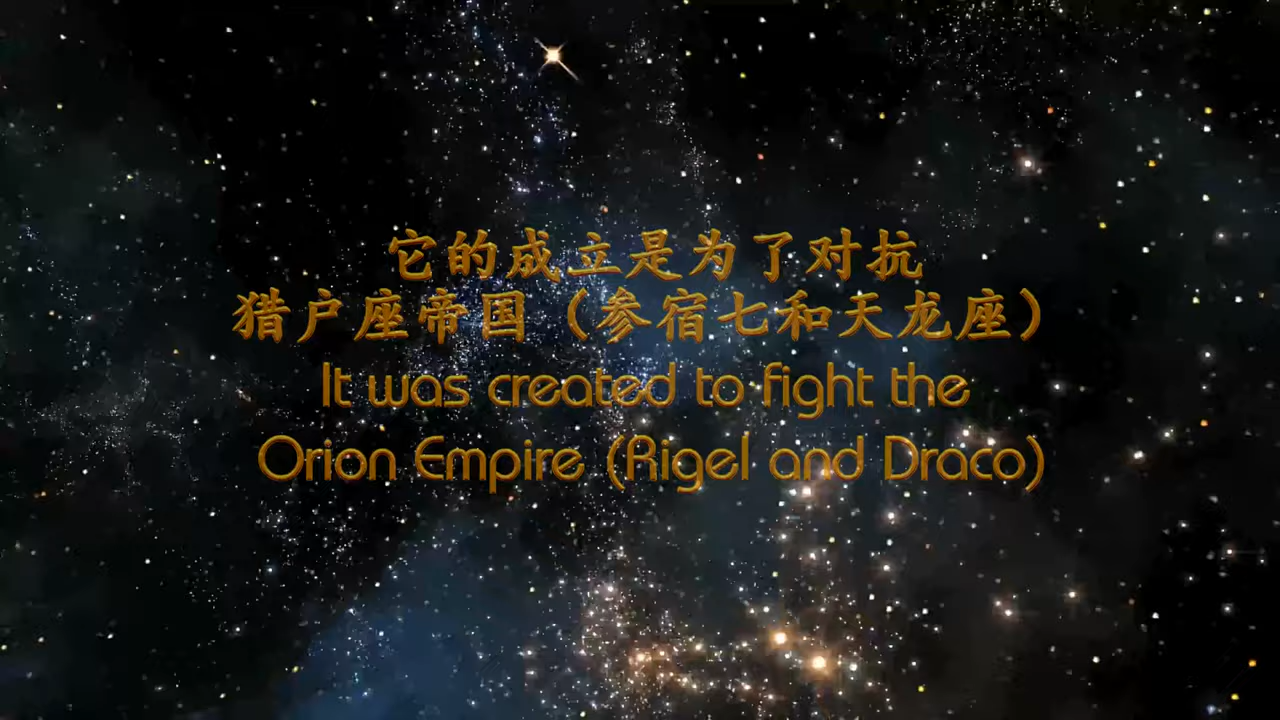 它的成立是为了对抗
猎户座帝国（参宿七和天龙座）
It was created to fight the
Orion Empire (Rigel and Draco)